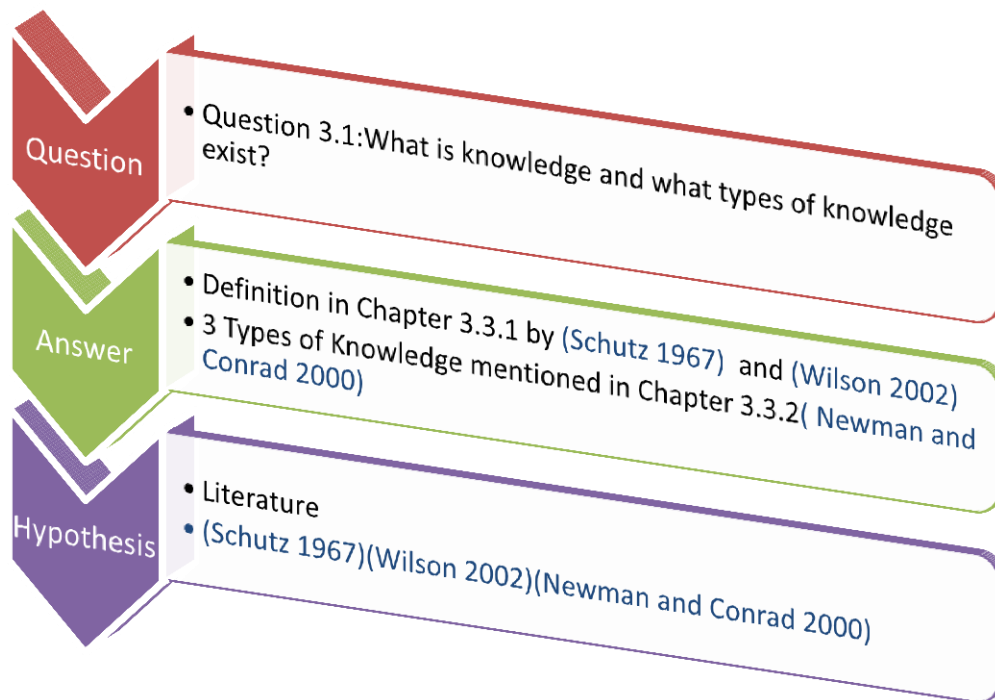 Question
• Question 3.1:What is knowledge and what types of knowledge
exist?
Answer
• Definition in Chapter 3.3.1 by (Schutz 1967) and (Wilson 2002)
• 3 Types of Knowledge mentioned in Chapter 3.3.2( Newman and
Conrad 2000)
Hypothesis
• Literature
• (Schutz 1967)(Wilson 2002)(Newman and Conrad 2000)